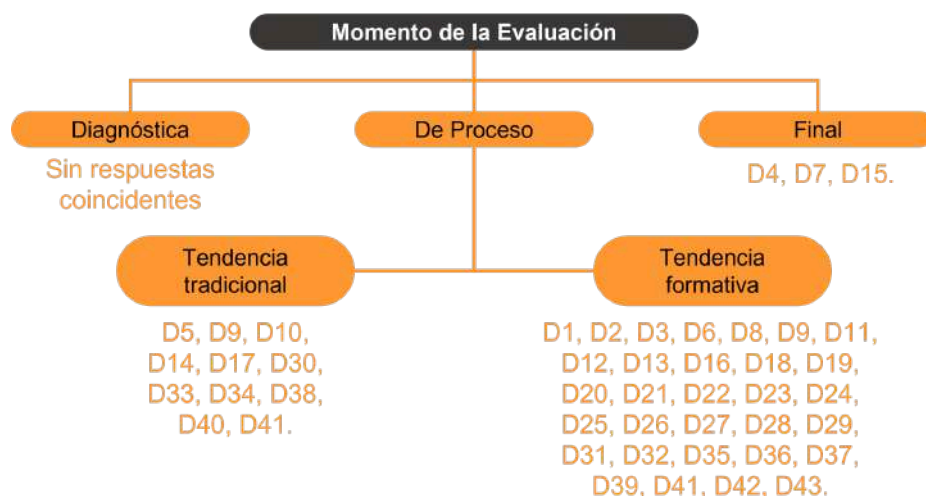 Momento de la Evaluación
Diagnóstica
De Proceso
Final
Sin respuestas
coincidentes
D4, D7, D15.
Tendencia
tradicional
Tendencia
formativa
D5, D9, D10,
D14, D17, D30,
D33, D34, D38,
D40, D41.
D1, D2, D3, D6, D8, D9, D11,
D12, D13, D16, D18, D19,
D20, D21, D22, D23, D24,
D25, D26, D27, D28, D29,
D31, D32, D35, D36, D37,
D39, D41, D42, D43.